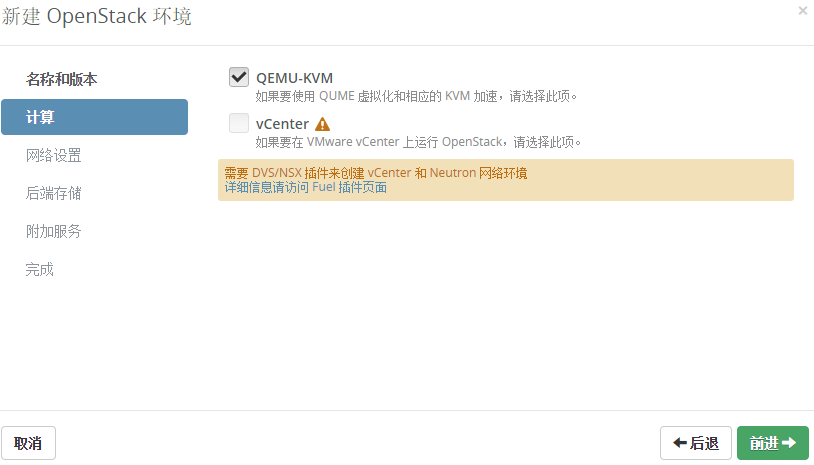 新建 OpenStack 环境
×
名称和版本
计算
网络设置
后端存储
附加服务
完成
QEMU-KVM
如果要使用 QUME 虚拟化和相应的 KVM 加速，请选择此项。
vCenter
如果要在 VMware vCenter 上运行 OpenStack，请选择此项。
需要 DVS/NSX 插件来创建 vCenter 和 Neutron 网络环境
详细信息请访问 Fuel 插件页面
取消
后退
前进